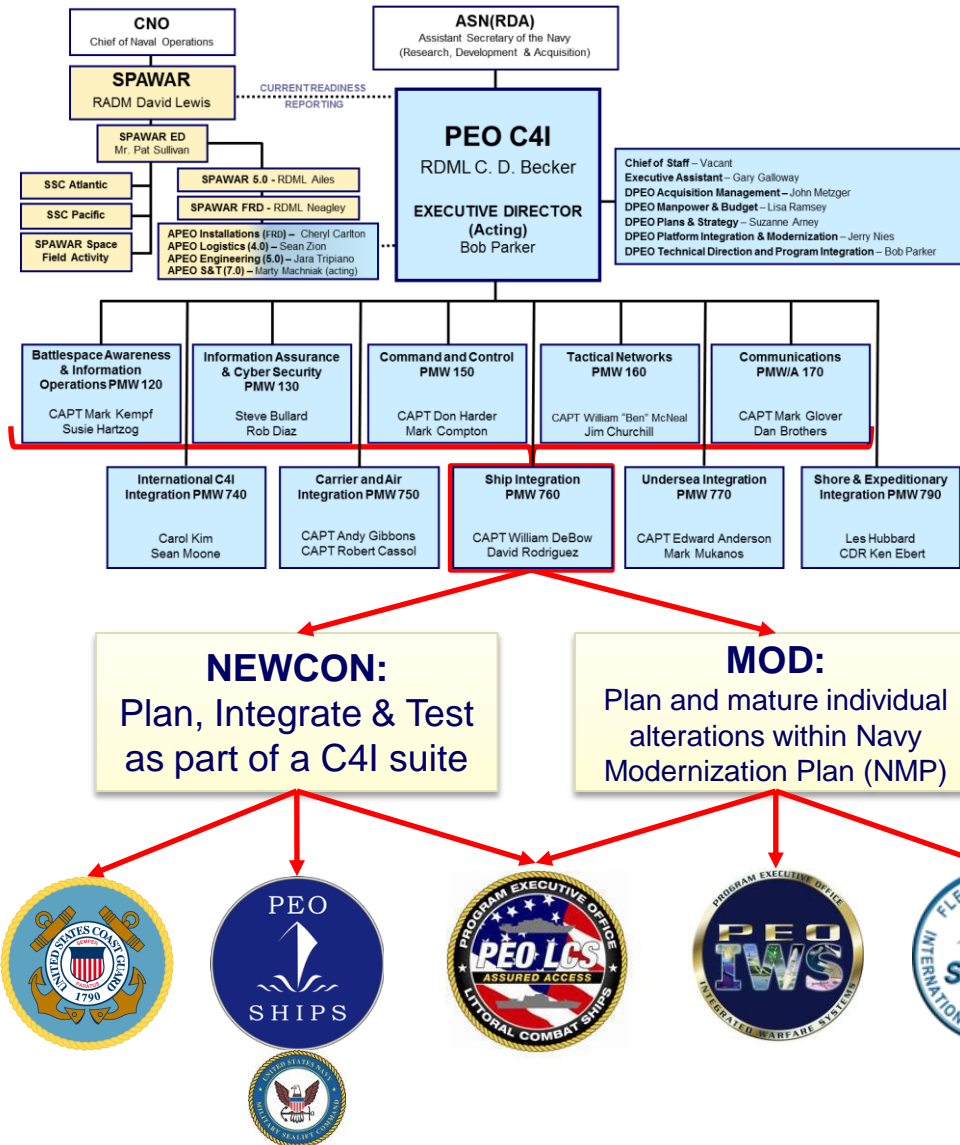 CNO
Chief of Naval Operations
ASN(RDA)
Assistant Secretary of the Navy
(Research, Development & Acquisition)
SPAWAR
RADM David Lewis
CURRENT READINESS
REPORTING
SPAWAR ED
Mr. Pat Sullivan
SSC Atlantic
SSC Pacific
SPAWAR Space
Field Activity
SPAWAR 5.0 - RDML Ailes
SPAWAR FRD - RDML Neagley
APEO Installations (FRD) – Cheryl Carlton
APEO Logistics (4.0) – Sean Zion
APEO Engineering (5.0) – Jara Tripiano
APEO S&T (7.0) – Marty Machniak (acting)
PEO C4I
RDML C. D. Becker
EXECUTIVE DIRECTOR
(Acting)
Bob Parker
Chief of Staff – Vacant
Executive Assistant – Gary Galloway
DPEO Acquisition Management – John Metzger
DPEO Manpower & Budget – Lisa Ramsey
DPEO Plans & Strategy – Suzanne Arney
DPEO Platform Integration & Modernization – Jerry Nies
DPEO Technical Direction and Program Integration – Bob Parker
Battlespace Awareness
& Information
Operations PMW 120
CAPT Mark Kempf
Susie Hartzog
Information Assurance
& Cyber Security
PMW 130
Steve Bullard
Rob Diaz
Command and Control
PMW 150
CAPT Don Harder
Mark Compton
Tactical Networks
PMW 160
CAPT William "Ben" McNeal
Jim Churchill
Communications
PMW/A 170
CAPT Mark Glover
Dan Brothers
International C4I
Integration PMW 740
Carol Kim
Sean Moone
Carrier and Air
Integration PMW 750
CAPT Andy Gibbons
CAPT Robert Cassol
Ship Integration
PMW 760
CAPT William DeBow
David Rodriguez
Undersea Integration
PMW 770
CAPT Edward Anderson
Mark Mukanos
Shore & Expeditionary
Integration PMW 790
Les Hubbard
CDR Ken Ebert
NEWCON:
Plan, Integrate & Test
as part of a C4I suite
MOD:
Plan and mature individual
alterations within Navy
Modernization Plan (NMP)
UNITED STATES COAST GUARD
SEMPER
PARATUS
1790
PEO
SHIPS
UNITED STATES NAVY
MILITARY SEALIFT COMMAND
PROGRAM EXECUTIVE OFFICE
PEO LCS
ASSURED ACCESS
LITTORAL COMBAT SHIPS
PROGRAM EXECUTIVE OFFICE
PEO
IWS
INTEGRATED WARFARE SYSTEMS
FLE
S
INTERNATION